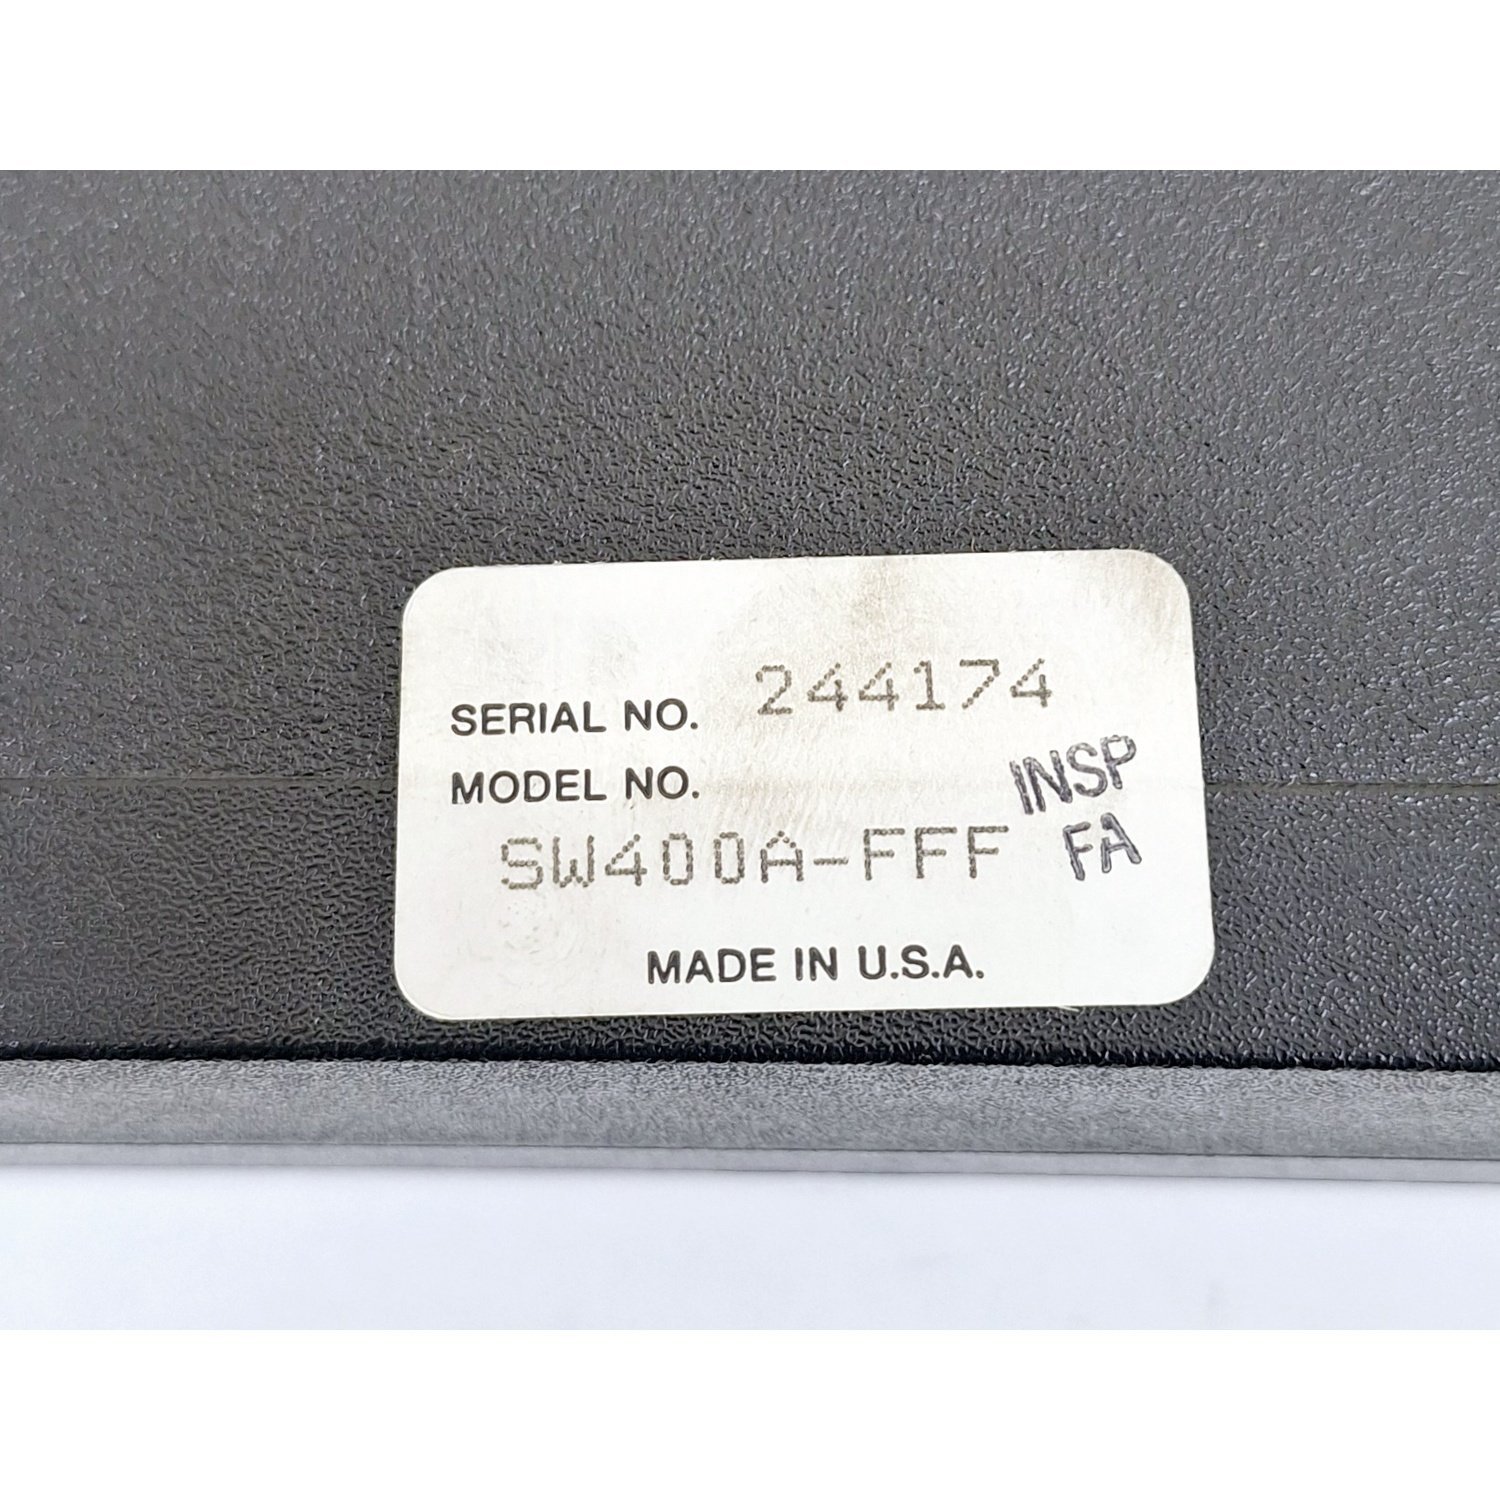 SERIAL NO. 244174
MODEL NO.
SW400A-FFF
INSP
FA
MADE IN U.S.A.